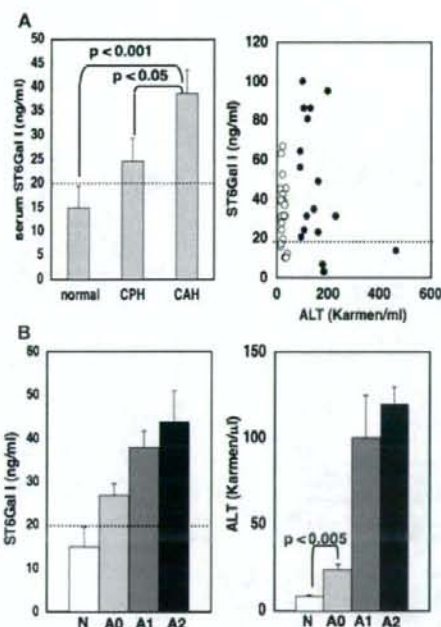 A
serum ST6Gal I (ng/ml)
50
45
40
35
30
25
20
15
10
5
0
p < 0.001
p < 0.05
normal CPH CAH
ST6Gal I (ng/ml)
120
100
80
60
40
20
0
0 200 400 600
ALT (Karmen/ml)
B
ST6Gal I (ng/ml)
60
50
40
30
20
10
0
N A0 A1 A2
ALT (Karmen/µl)
150
100
50
0
p < 0.005
N A0 A1 A2